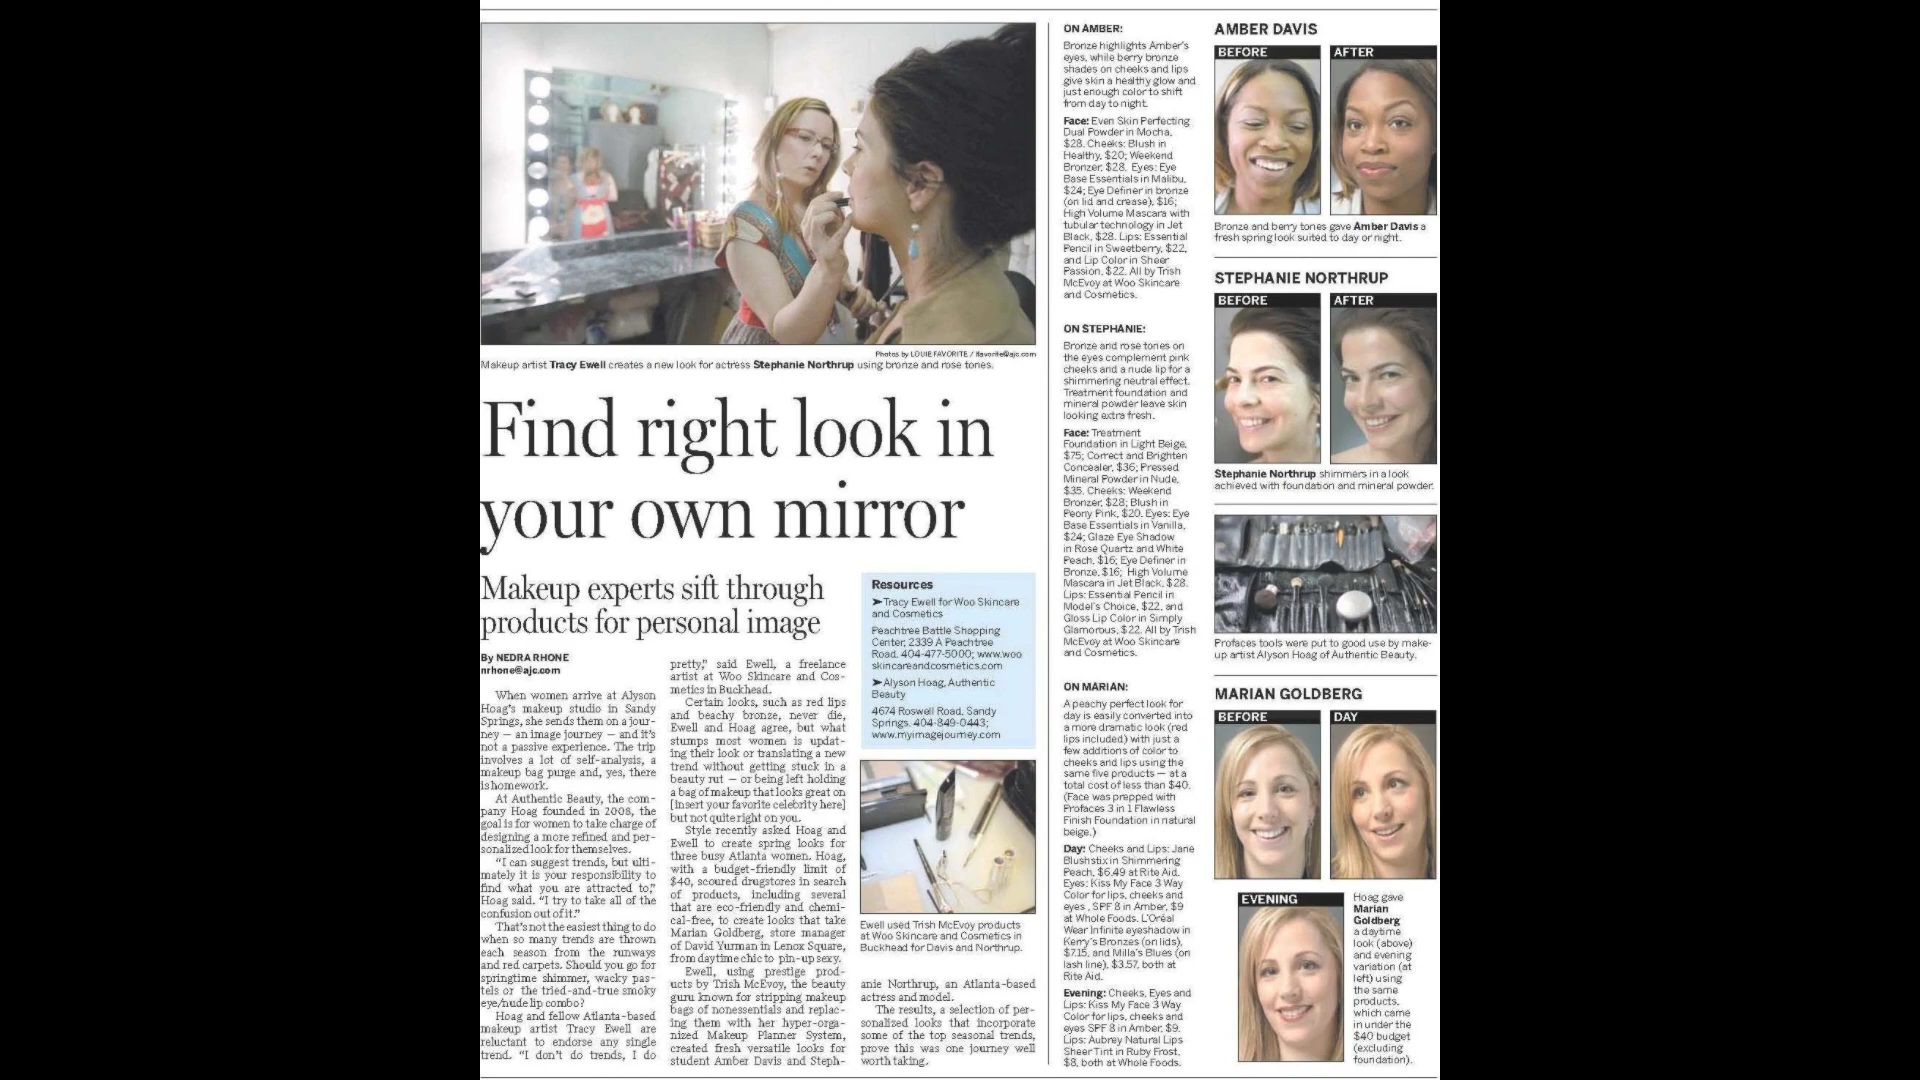 Photos by LOUIE FAVORITE / lfavorite@ajc.com
Makeup artist Tracy Ewell creates a new look for actress Stephanie Northrup using bronze and rose tones.
Find right look in
your own mirror
Makeup experts sift through
products for personal image
By NEDRA RHONE
nrhone@ajc.com
When women arrive at Alyson
Hoag's makeup studio in Sandy
Springs, she sends them on a jour-
ney — an image journey — and it's
not a passive experience. The trip
involves a lot of self-analysis, a
makeup bag purge and, yes, there
is homework.
At Authentic Beauty, the com-
pany Hoag founded in 2008, the
goal is for women to take charge of
designing a more refined and per-
sonalized look for themselves.
"I can suggest trends, but ulti-
mately it is your responsibility to
find what you are attracted to,"
Hoag said. "I try to take all of the
confusion out of it."
That's not the easiest thing to do
when so many trends are thrown
each season from the runways
and red carpets. Should you go for
springtime shimmer, wacky pas-
tels or the tried-and-true smoky
eye/nude lip combo?
Hoag and fellow Atlanta-based
makeup artist Tracy Ewell are
reluctant to endorse any single
trend. "I don't do trends, I do
pretty," said Ewell, a freelance
artist at Woo Skincare and Cos-
metics in Buckhead.
Certain looks, such as red lips
and beachy bronze, never die,
Ewell and Hoag agree, but what
stumps most women is updat-
ing their look or translating a new
trend without getting stuck in a
beauty rut — or being left holding
a bag of makeup that looks great on
[insert your favorite celebrity here]
but not quite right on you.
Style recently asked Hoag and
Ewell to create spring looks for
three busy Atlanta women. Hoag,
with a budget-friendly limit of
$40, scoured drugstores in search
of products, including several
that are eco-friendly and chemi-
cal-free, to create looks that take
Marian Goldberg, store manager
of David Yurman in Lenox Square,
from daytime chic to pin-up sexy.
Ewell, using prestige prod-
ucts by Trish McEvoy, the beauty
guru known for stripping makeup
bags of nonessentials and replac-
ing them with her hyper-orga-
nized Makeup Planner System,
created fresh versatile looks for
student Amber Davis and Steph-
Resources
➤Tracy Ewell for Woo Skincare
and Cosmetics
Peachtree Battle Shopping
Center, 2339 A Peachtree
Road, 404-477-5000; www.woo
skincareandcosmetics.com
➤Alyson Hoag, Authentic
Beauty
4674 Roswell Road, Sandy
Springs, 404-849-0443;
www.myimagejourney.com
Ewell used Trish McEvoy products
at Woo Skincare and Cosmetics in
Buckhead for Davis and Northrup.
anie Northrup, an Atlanta-based
actress and model.
The results, a selection of per-
sonalized looks that incorporate
some of the top seasonal trends,
prove this was one journey well
worth taking.
ON AMBER:
Bronze highlights Amber's
eyes, while berry bronze
shades on cheeks and lips
give skin a healthy glow and
just enough color to shift
from day to night.
Face: Even Skin Perfecting
Dual Powder in Mocha,
$28. Cheeks: Blush in
Healthy, $20; Weekend
Bronzer, $28. Eyes: Eye
Base Essentials in Malibu,
$24; Eye Definer in bronze
(on lid and crease), $16;
High Volume Mascara with
tubular technology in Jet
Black, $28. Lips: Essential
Pencil in Sweetberry, $22,
and Lip Color in Sheer
Passion, $22. All by Trish
McEvoy at Woo Skincare
and Cosmetics.
ON STEPHANIE:
Bronze and rose tones on
the eyes complement pink
cheeks and a nude lip for a
shimmering neutral effect.
Treatment foundation and
mineral powder leave skin
looking extra fresh.
Face: Treatment
Foundation in Light Beige,
$75; Correct and Brighten
Concealer, $36; Pressed
Mineral Powder in Nude,
$35. Cheeks: Weekend
Bronzer, $28; Blush in
Peony Pink, $20. Eyes: Eye
Base Essentials in Vanilla,
$24; Glaze Eye Shadow
in Rose Quartz and White
Peach, $16; Eye Definer in
Bronze, $16; High Volume
Mascara in Jet Black, $28.
Lips: Essential Pencil in
Model's Choice, $22, and
Gloss Lip Color in Simply
Glamorous, $22. All by Trish
McEvoy at Woo Skincare
and Cosmetics.
ON MARIAN:
A peachy perfect look for
day is easily converted into
a more dramatic look (red
lips included) with just a
few additions of color to
cheeks and lips using the
same five products — at a
total cost of less than $40.
(Face was prepped with
Profaces 3 in 1 Flawless
Finish Foundation in natural
beige.)
Day: Cheeks and Lips: Jane
Blushstix in Shimmering
Peach, $6.49 at Rite Aid.
Eyes: Kiss My Face 3 Way
Color for lips, cheeks and
eyes , SPF 8 in Amber, $9
at Whole Foods. L'Oréal
Wear Infinite eyeshadow in
Kerry's Bronzes (on lids),
$7.15, and Milla's Blues (on
lash line), $3.57, both at
Rite Aid.
Evening: Cheeks, Eyes and
Lips: Kiss My Face 3 Way
Color for lips, cheeks and
eyes SPF 8 in Amber, $9.
Lips: Aubrey Natural Lips
Sheer Tint in Ruby Frost,
$8, both at Whole Foods.
AMBER DAVIS
BEFORE
AFTER
Bronze and berry tones gave Amber Davis a
fresh spring look suited to day or night.
STEPHANIE NORTHRUP
BEFORE
AFTER
Stephanie Northrup shimmers in a look
achieved with foundation and mineral powder.
Profaces tools were put to good use by make-
up artist Alyson Hoag of Authentic Beauty.
MARIAN GOLDBERG
BEFORE
DAY
EVENING
Hoag gave
Marian
Goldberg
a daytime
look (above)
and evening
variation (at
left) using
the same
products,
which came
in under the
$40 budget
(excluding
foundation).